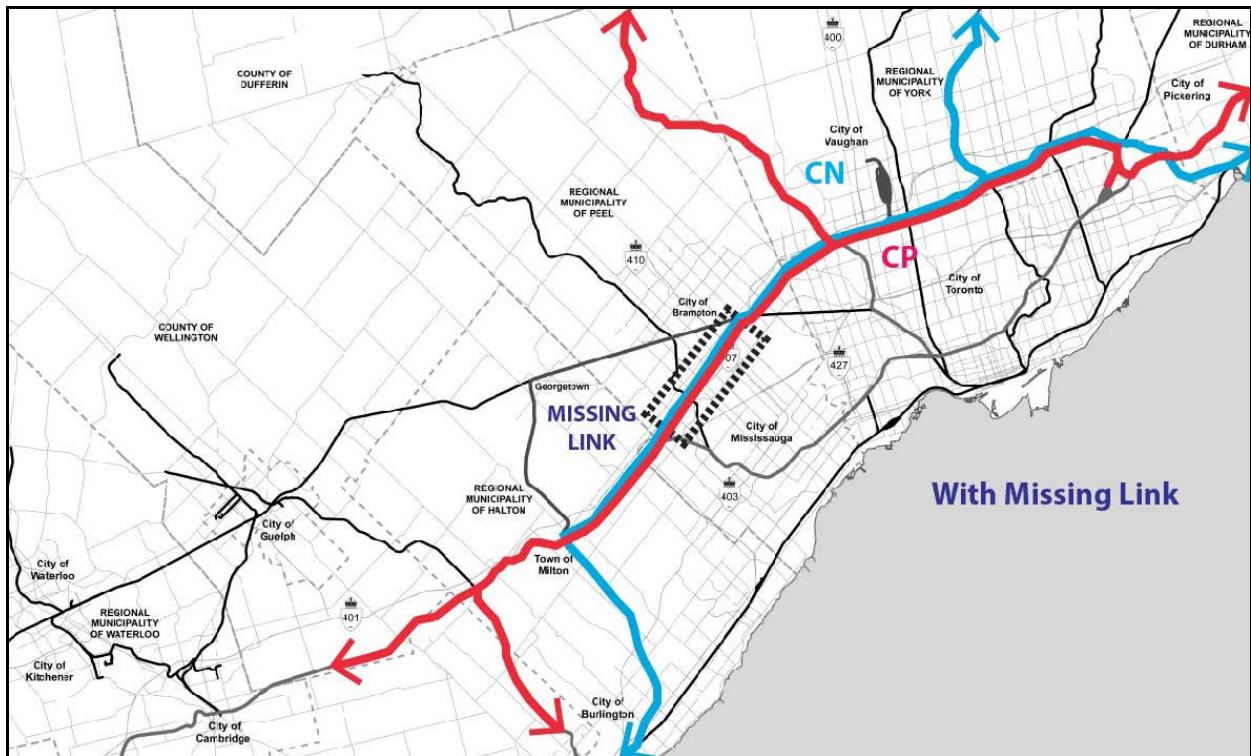 400
REGIONAL
MUNICIPALITY
OF DURHAM
COUNTY OF
DUFFERIN
REGIONAL
MUNICIPALITY
OF YORK
City of
Pickering
City of
Vaughan
CN
REGIONAL
MUNICIPALITY
OF PEEL
410
CP
City of
Toronto
City of
Brampton
COUNTY OF
WELLINGTON
07
427
Georgetown
MISSING
LINK
City of
Mississauga
REGIONAL
MUNICIPALITY
OF HALTON
403
With Missing Link
City of
Guelph
Town of
Milton
City of
Waterloo
401
REGIONAL
MUNICIPALITY
OF WATERLOO
City of
Kitchener
City of
Burlington
City of
Cambridge